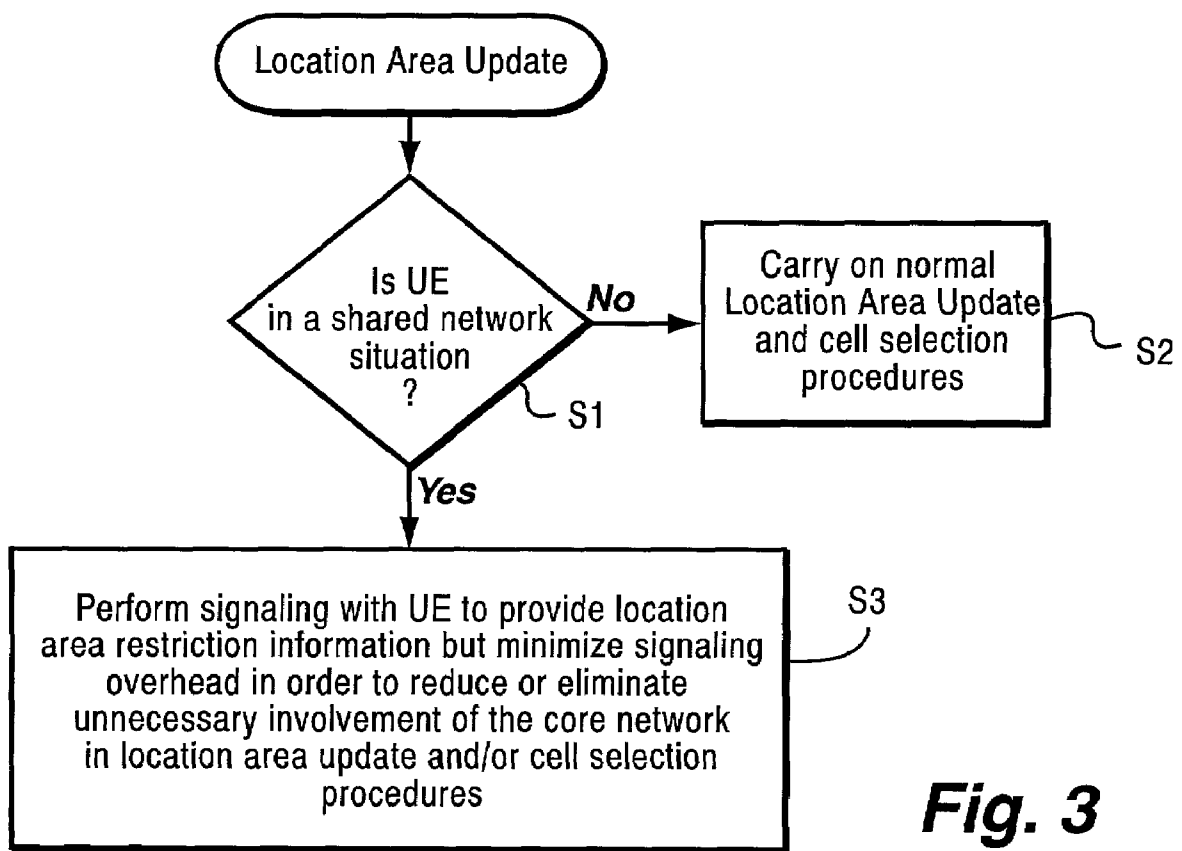 Location Area Update
Is UE
in a shared network
situation
?
No
S1
Carry on normal
Location Area Update
and cell selection
procedures
S2
Yes
Perform signaling with UE to provide location
area restriction information but minimize signaling
overhead in order to reduce or eliminate
unnecessary involvement of the core network
in location area update and/or cell selection
procedures
S3
Fig. 3